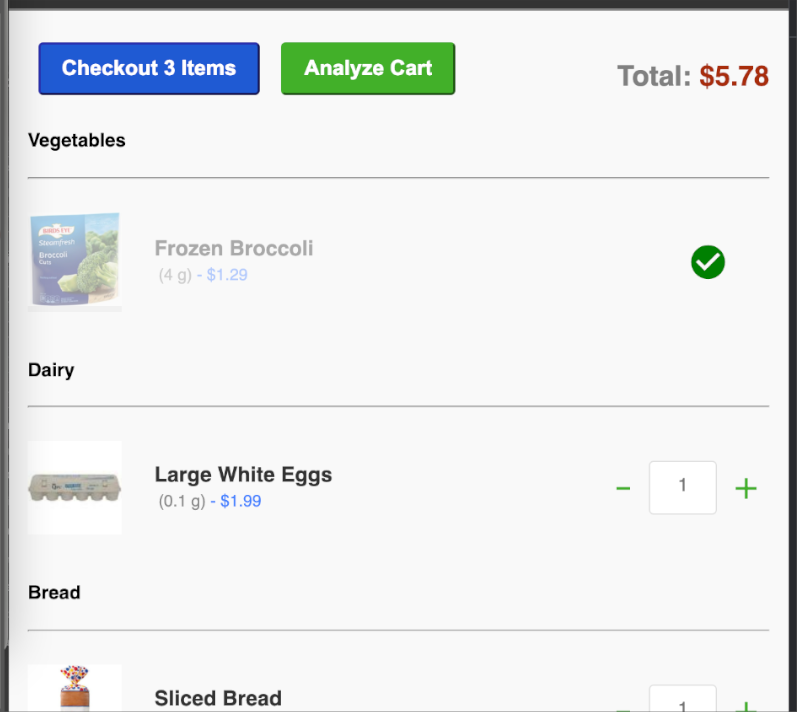 Checkout 3 Items
Analyze Cart
Total: $5.78
Vegetables
BIRDS EYE
Steamfresh
Broccoli
Cuts
Frozen Broccoli
(4 g) - $1.29
Dairy
Large White Eggs
(0.1 g) - $1.99
1
Bread
Sliced Bread
1